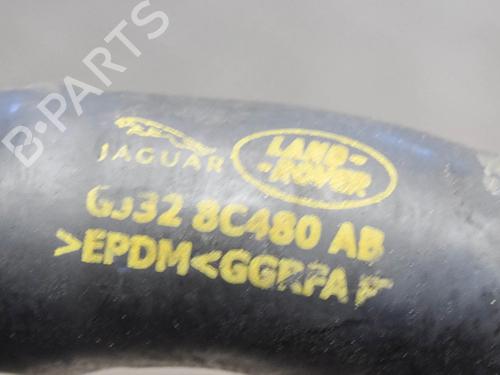 B-PARTS
JAGUAR
LAND-
-ROVER
GJ32 8C480 AB
>EPDM<GGRFA